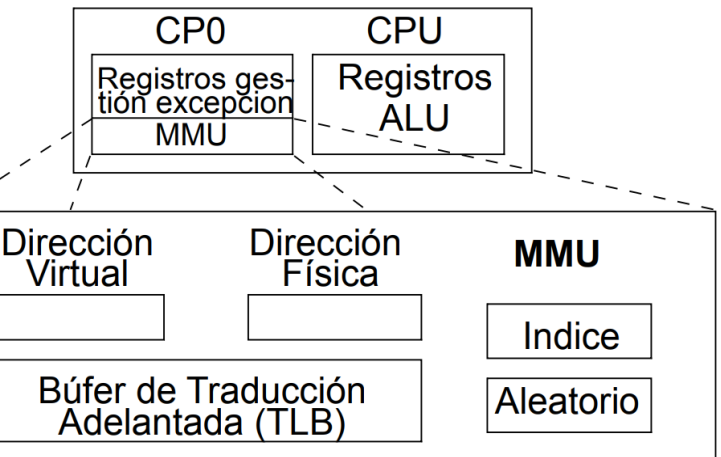 CP0
CPU
Registros ges-
tión excepcion
MMU
Registros
ALU
Dirección
Virtual
Dirección
Física
MMU
Indice
Aleatorio
Búfer de Traducción
Adelantada (TLB)